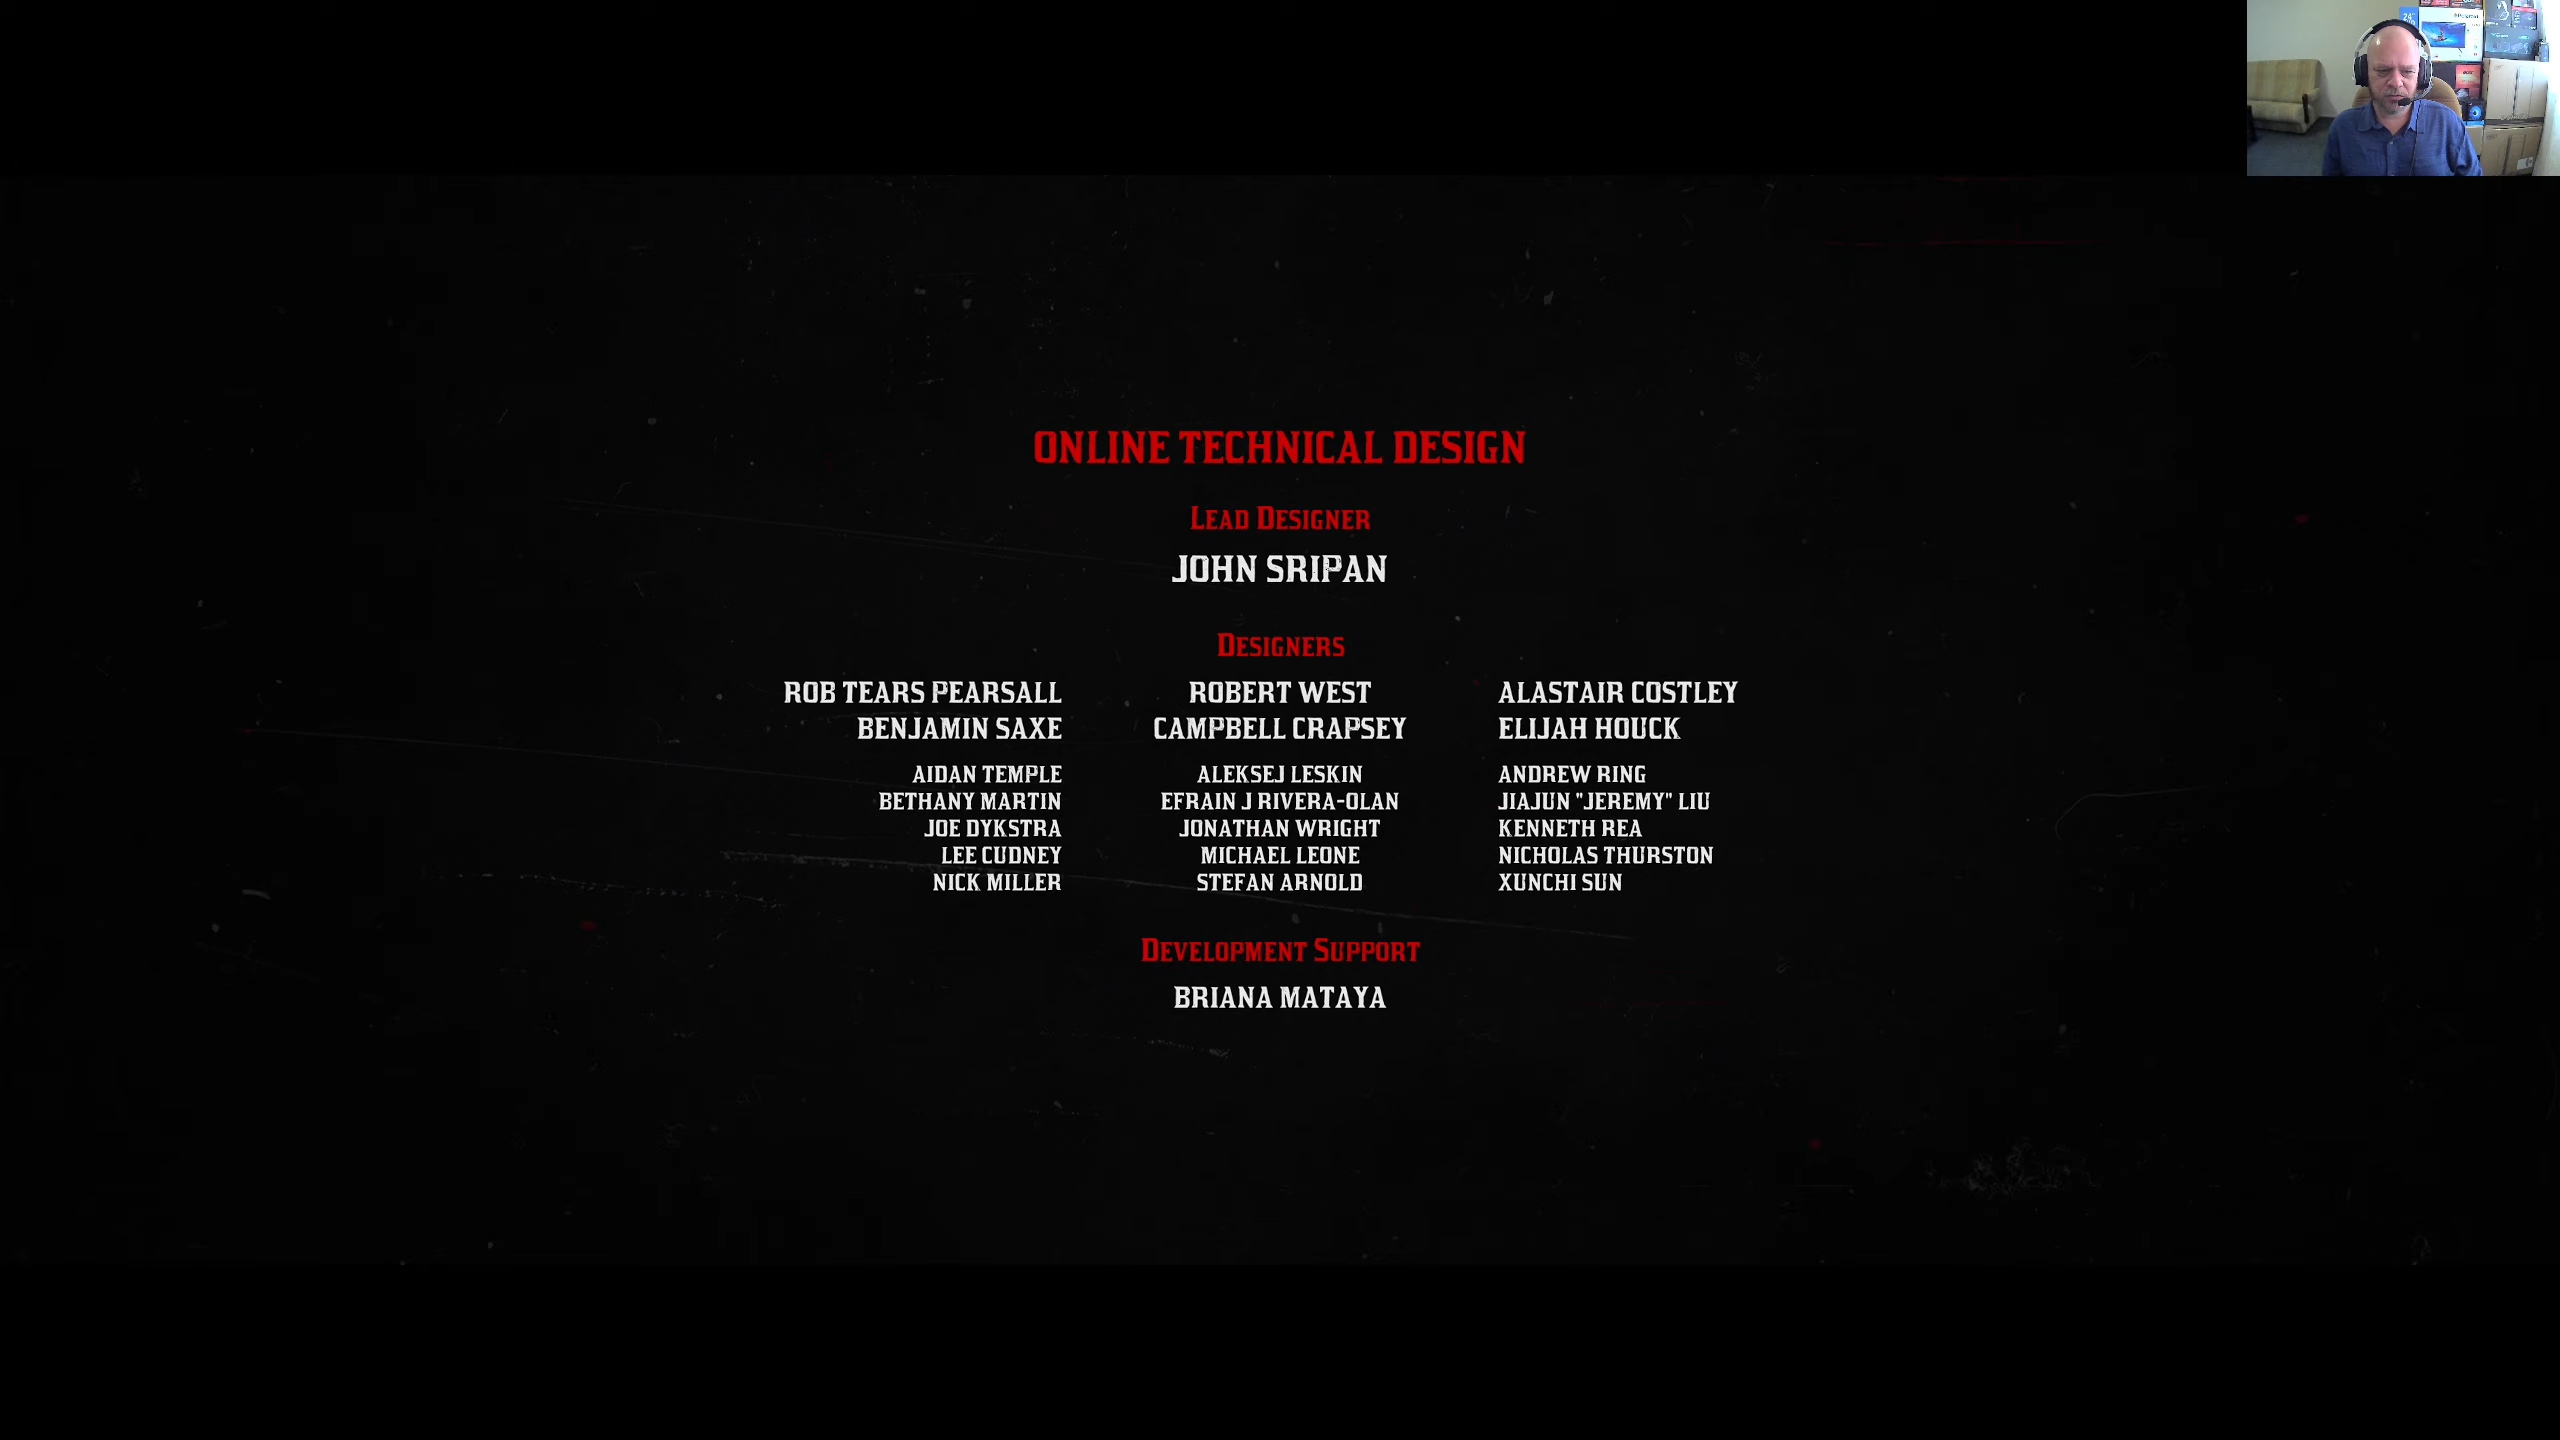 ONLINE TECHNICAL DESIGN
LEAD DESIGNER
JOHN SRIPAN
DESIGNERS
ROB TEARS PEARSALL ROBERT WEST ALASTAIR COSTLEY
BENJAMIN SAXE CAMPBELL CRAPSEY ELIJAH HOUCK
AIDAN TEMPLE ALEKSEJ LESKIN ANDREW RING
BETHANY MARTIN EFRAIN J RIVERA-OLAN JIAJUN "JEREMY" LIU
JOE DYKSTRA JONATHAN WRIGHT KENNETH REA
LEE CUDNEY MICHAEL LEONE NICHOLAS THURSTON
NICK MILLER STEFAN ARNOLD XUNCHI SUN
DEVELOPMENT SUPPORT
BRIANA MATAYA